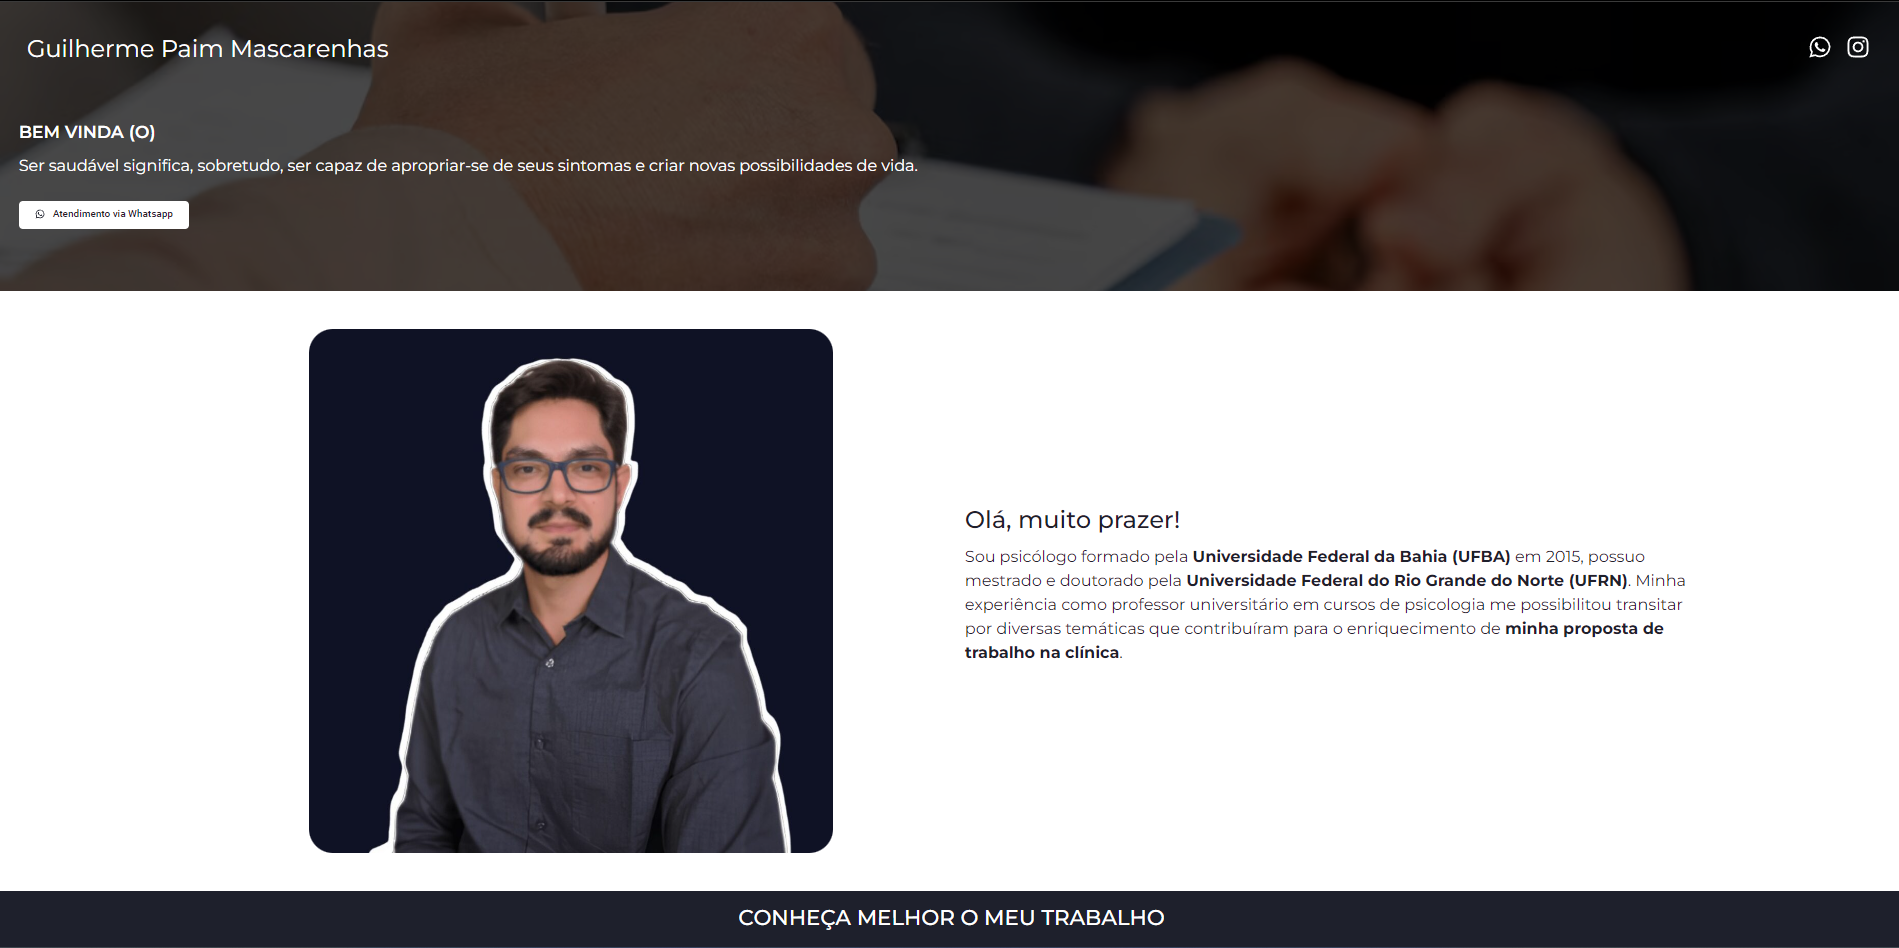 Guilherme Paim Mascarenhas
BEM VINDA (O)
Ser saudável significa, sobretudo, ser capaz de apropriar-se de seus sintomas e criar novas possibilidades de vida.
Atendimento via Whatsapp
Olá, muito prazer!
Sou psicólogo formado pela Universidade Federal da Bahia (UFBA) em 2015, possuo
mestrado e doutorado pela Universidade Federal do Rio Grande do Norte (UFRN). Minha
experiência como professor universitário em cursos de psicologia me possibilitou transitar
por diversas temáticas que contribuíram para o enriquecimento de minha proposta de
trabalho na clínica.
CONHEÇA MELHOR O MEU TRABALHO